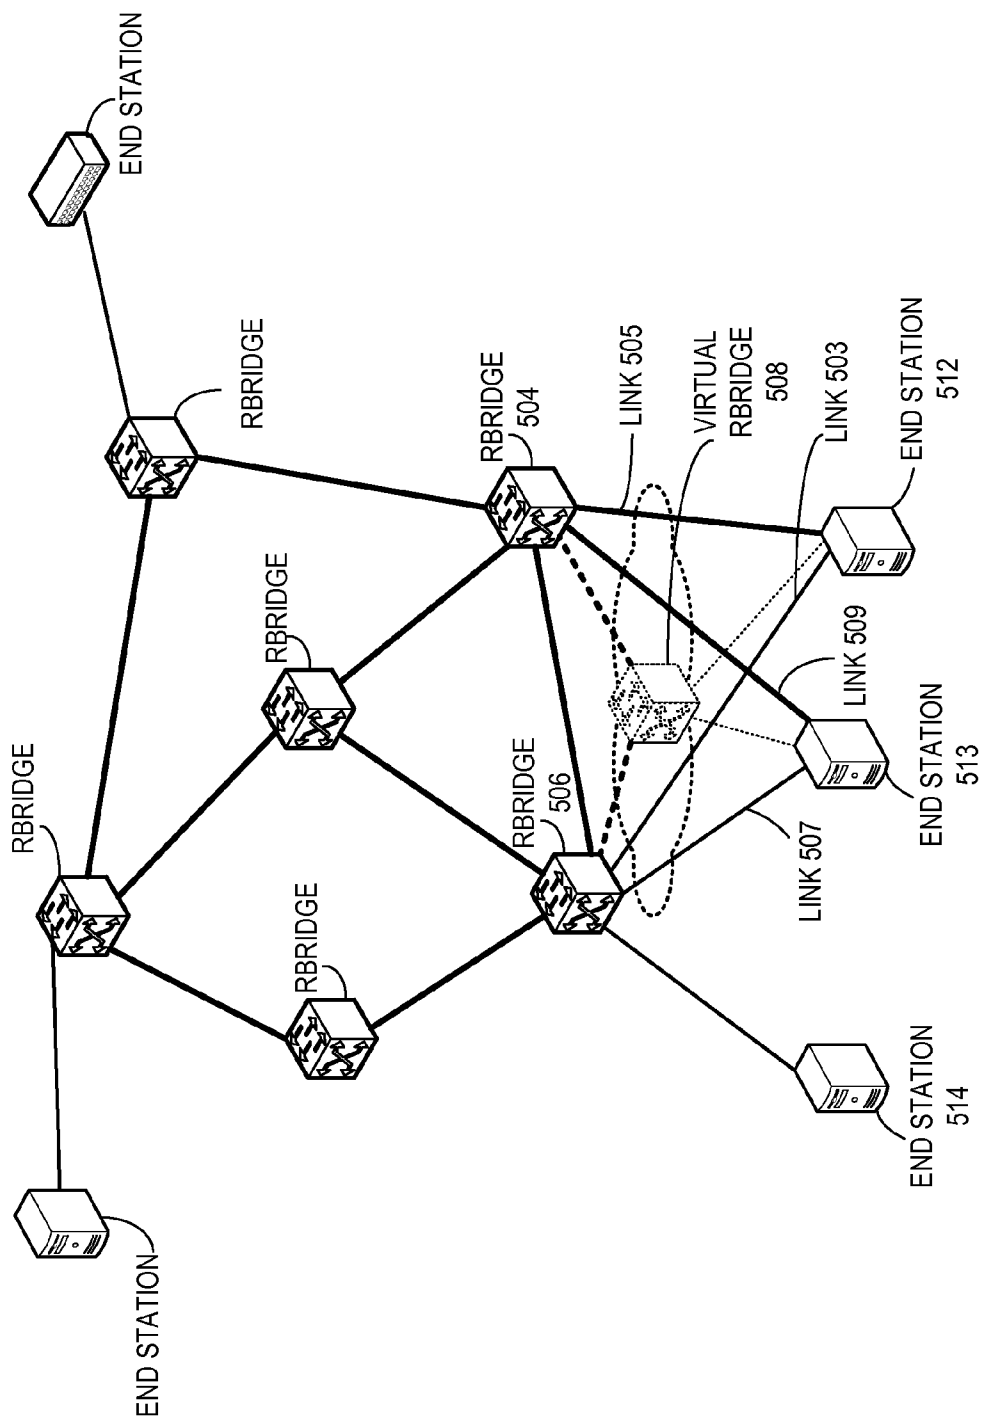 RBRIDGE
END STATION
END STATION
RBRIDGE
RBRIDGE
RBRIDGE
RBRIDGE
504
RBRIDGE
506
LINK 505
VIRTUAL
RBRIDGE
508
LINK 507
LINK 503
LINK 509
END STATION
514
END STATION
513
END STATION
512